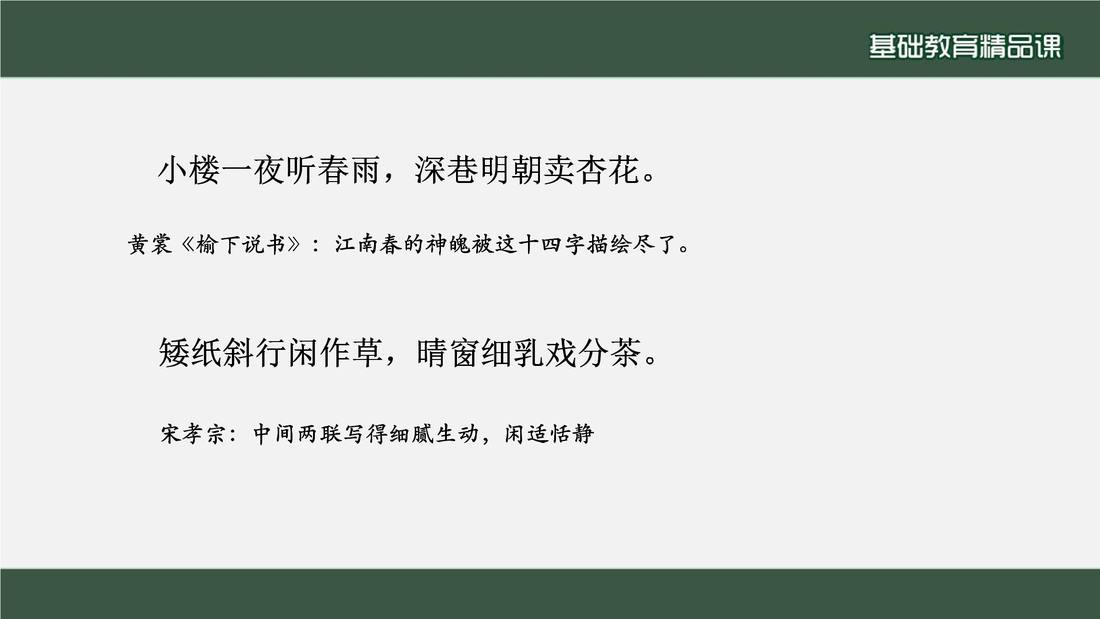 基础教育精品课
小楼一夜听春雨，深巷明朝卖杏花。
黄裳《榆下说书》：江南春的神魄被这十四字描绘尽了。
矮纸斜行闲作草，晴窗细乳戏分茶。
宋孝宗：中间两联写得细腻生动，闲适恬静